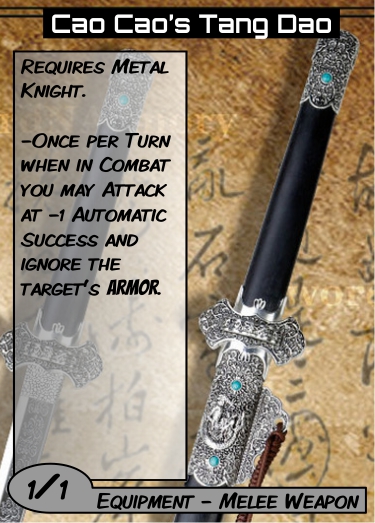 Cao Cao's Tang Dao
Requires Metal
Knight.
-Once per Turn
when in Combat
you may Attack
at -1 Automatic
Success and
ignore the
target's ARMOR.
1/1
Equipment - Melee Weapon